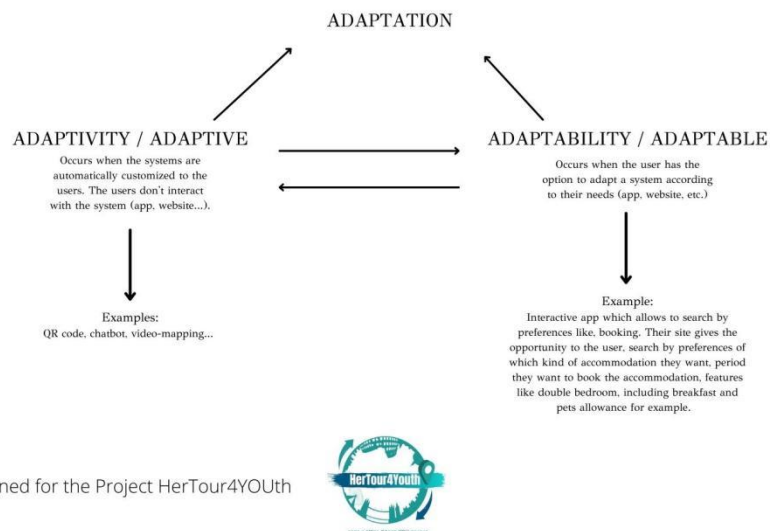 ADAPTATION
ADAPTIVITY / ADAPTIVE
Occurs when the systems are
automatically customized to the
users. The users don't interact
with the system (app, website...).
Examples:
QR code, chatbot, video-mapping...
ADAPTABILITY / ADAPTABLE
Occurs when the user has the
option to adapt a system according
to their needs (app, website, etc.)
Example:
Interactive app which allows to search by
preferences like, booking. Their site gives the
opportunity to the user, search by preferences of
which kind of accommodation they want, period
they want to book the accommodation, features
like double bedroom, including breakfast and
pets allowance for example.
ned for the Project HerTour4YOUth
HerTour4Youth